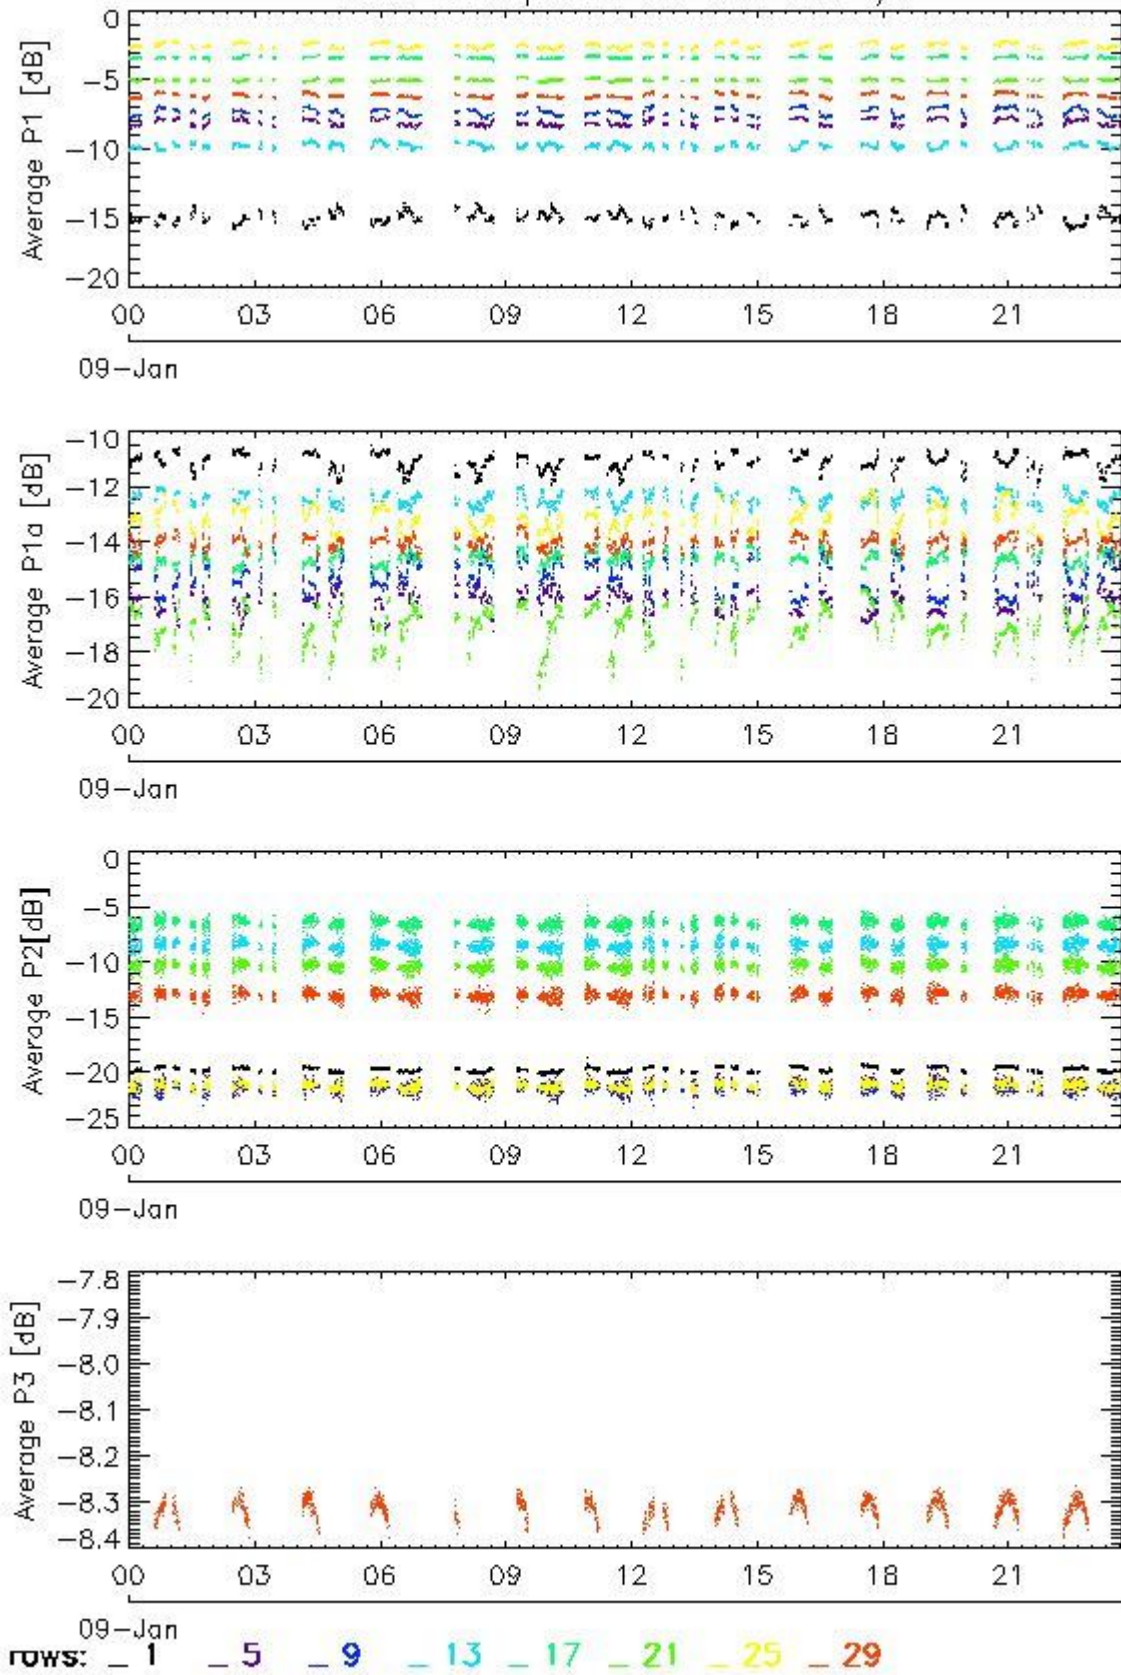 Average P1 [dB]
0
−5
−10
−15
−20
00 03 06 09 12 15 18 21
09−Jan
Average P1a [dB]
−10
−12
−14
−16
−18
−20
00 03 06 09 12 15 18 21
09−Jan
Average P2[dB]
0
−5
−10
−15
−20
−25
00 03 06 09 12 15 18 21
09−Jan
Average P3 [dB]
−7.8
−7.9
−8.0
−8.1
−8.2
−8.3
−8.4
00 03 06 09 12 15 18 21
09−Jan
rows: _ 1 _ 5 _ 9 _ 13 _ 17 _ 21 _ 25 _ 29